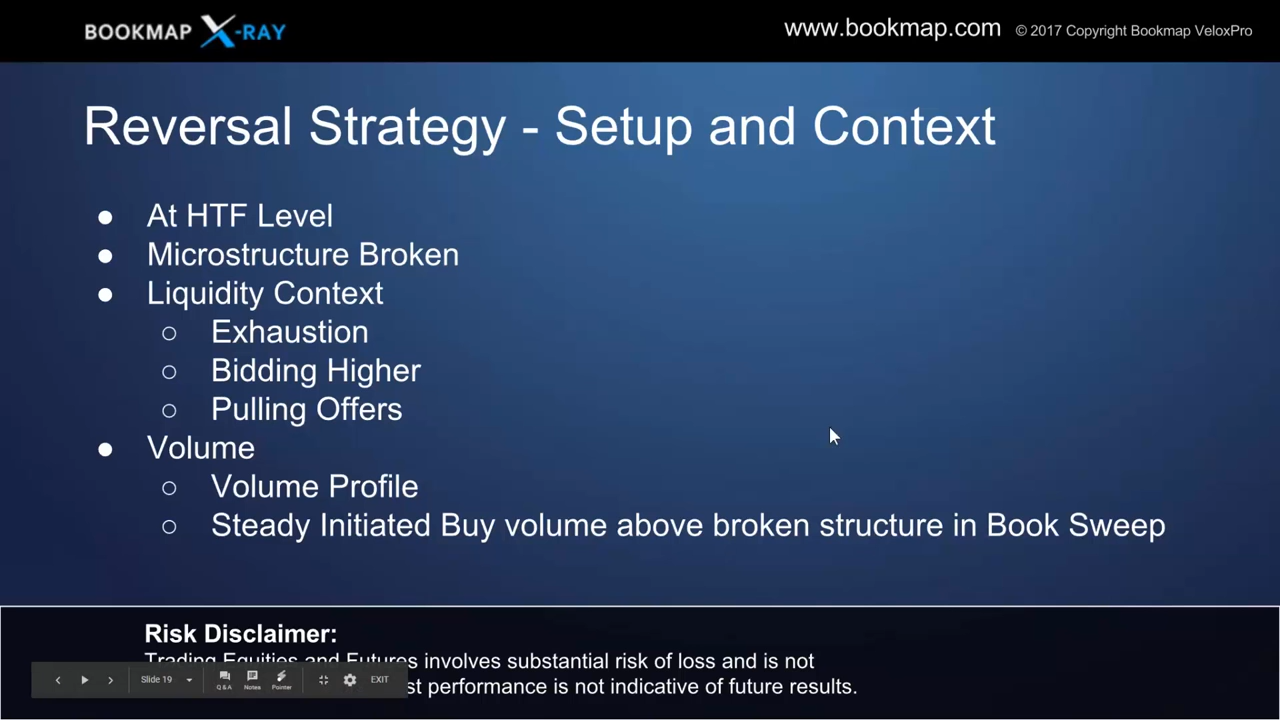 BOOKMAP X-RAY
www.bookmap.com © 2017 Copyright Bookmap VeloxPro
Reversal Strategy - Setup and Context
● At HTF Level
● Microstructure Broken
● Liquidity Context
○ Exhaustion
○ Bidding Higher
○ Pulling Offers
● Volume
○ Volume Profile
○ Steady Initiated Buy volume above broken structure in Book Sweep
Risk Disclaimer:
Trading Equities and Futures involves substantial risk of loss and is not
performance is not indicative of future results.
Slide 19 Q&A Notes Pointer EXIT